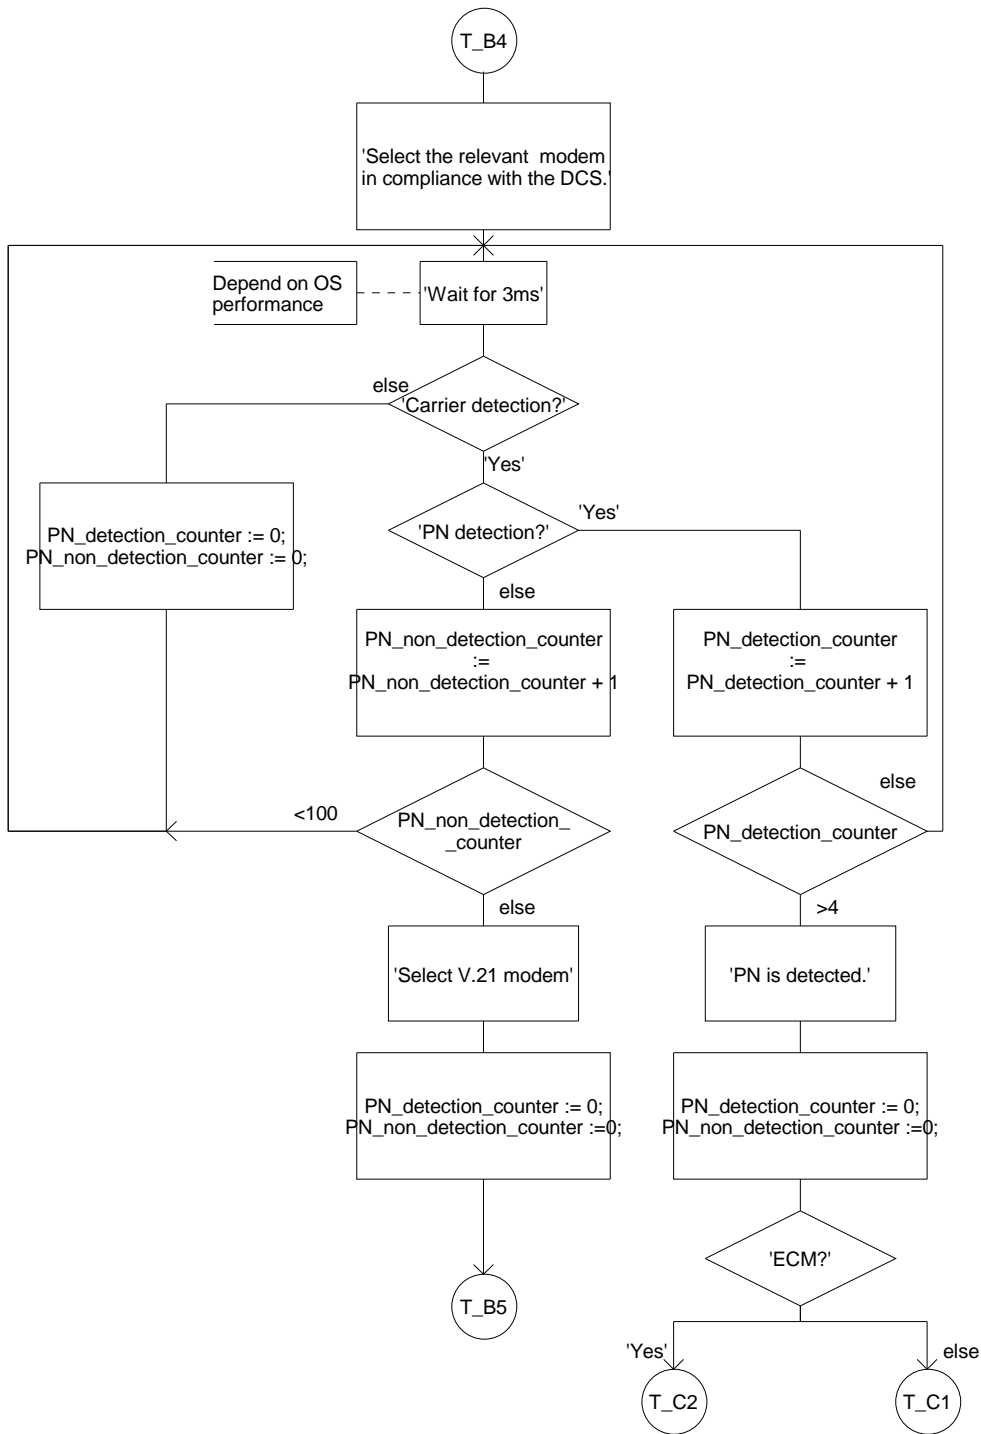 T_B4
'Select the relevant modem
in compliance with the DCS.'
Depend on OS
performance
'Wait for 3ms'
else
'Carrier detection?'
'Yes'
PN_detection_counter := 0;
PN_non_detection_counter := 0;
'PN detection?'
'Yes'
else
PN_non_detection_counter
:=
PN_non_detection_counter + 1
PN_detection_counter
:=
PN_detection_counter + 1
<100
PN_non_detection_
_counter
else
PN_detection_counter
else
>4
'Select V.21 modem'
'PN is detected.'
PN_detection_counter := 0;
PN_non_detection_counter :=0;
PN_detection_counter := 0;
PN_non_detection_counter :=0;
'ECM?'
T_B5
'Yes'
else
T_C2
T_C1